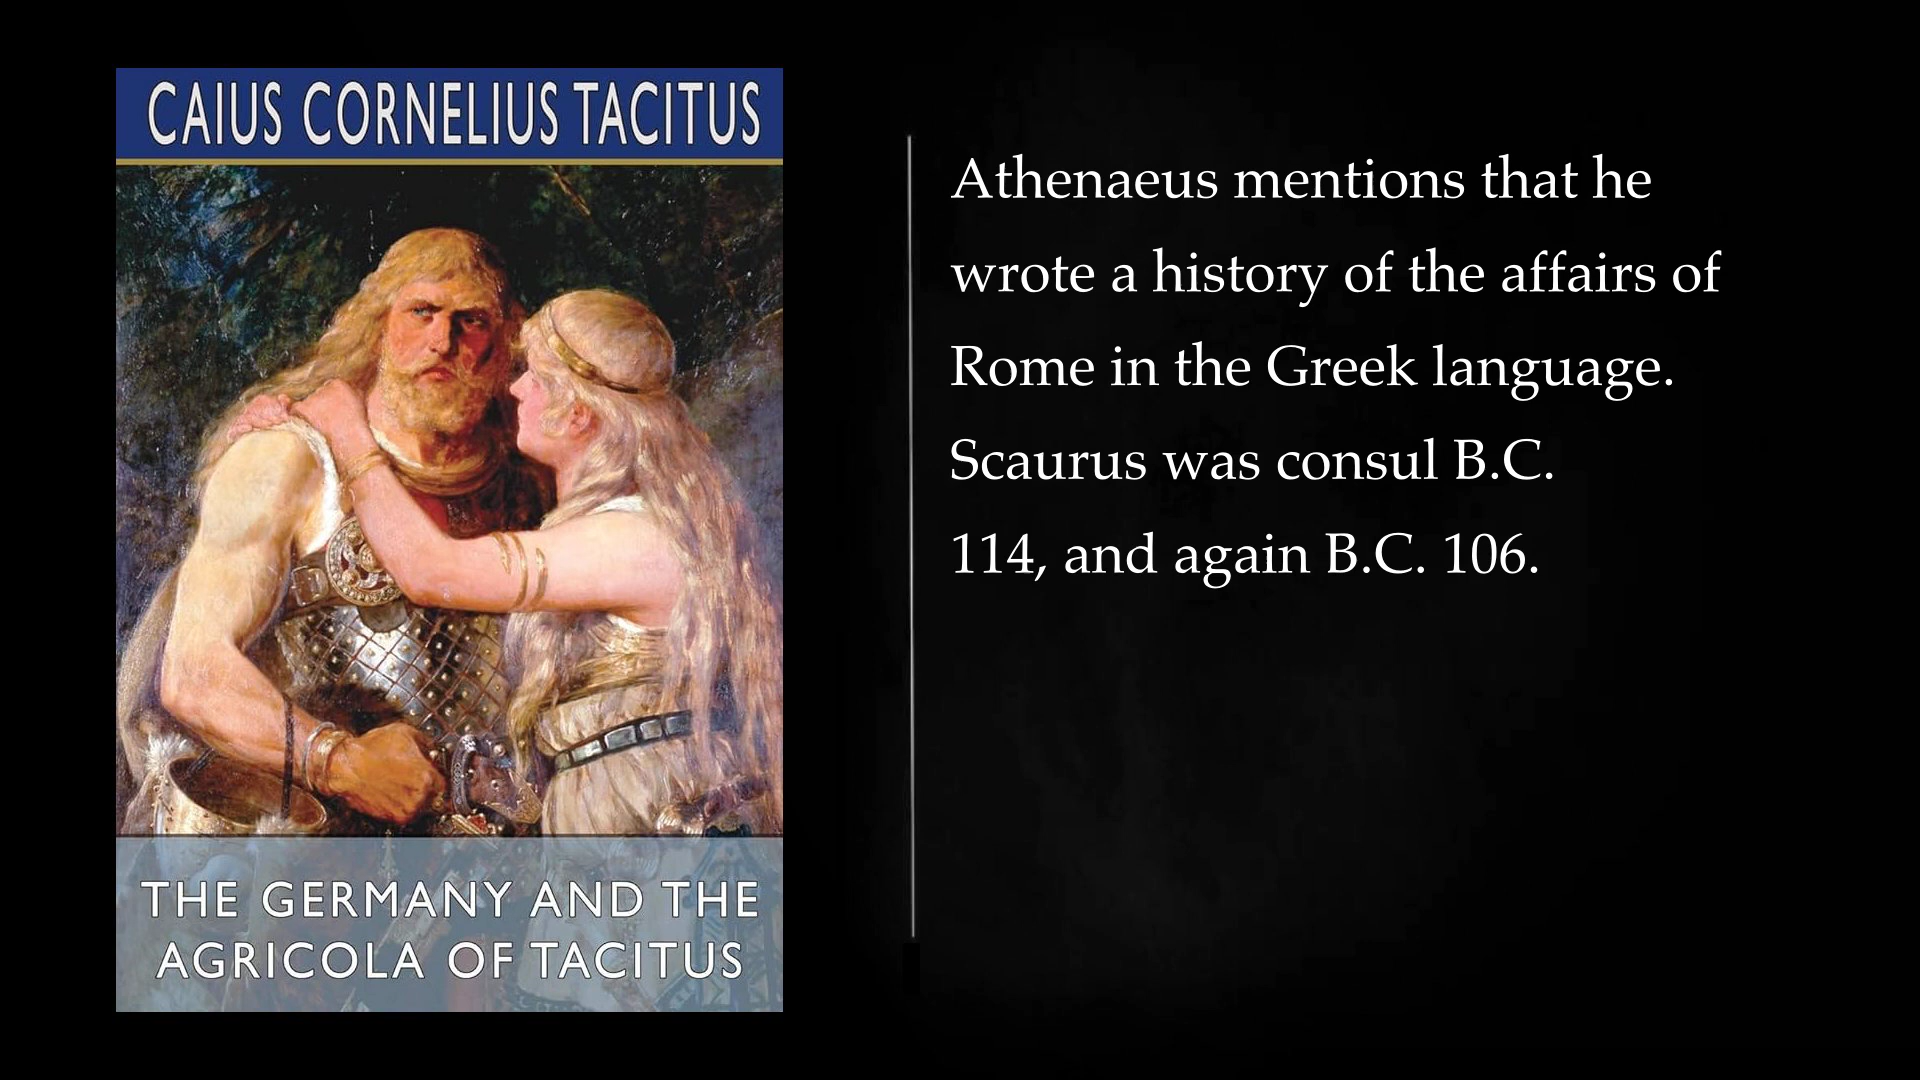 CAIUS CORNELIUS TACITUS
THE GERMANY AND THE
AGRICOLA OF TACITUS
Athenaeus mentions that he
wrote a history of the affairs of
Rome in the Greek language.
Scaurus was consul B.C.
114, and again B.C. 106.